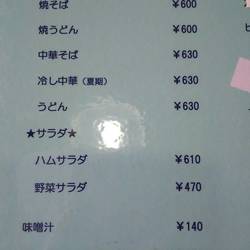 焼そば ￥600
焼うどん ￥600
中華そば ￥630
冷し中華（夏期） ￥630
うどん ￥630
★サラダ★
ハムサラダ ￥610
野菜サラダ ￥470
味噌汁 ￥140